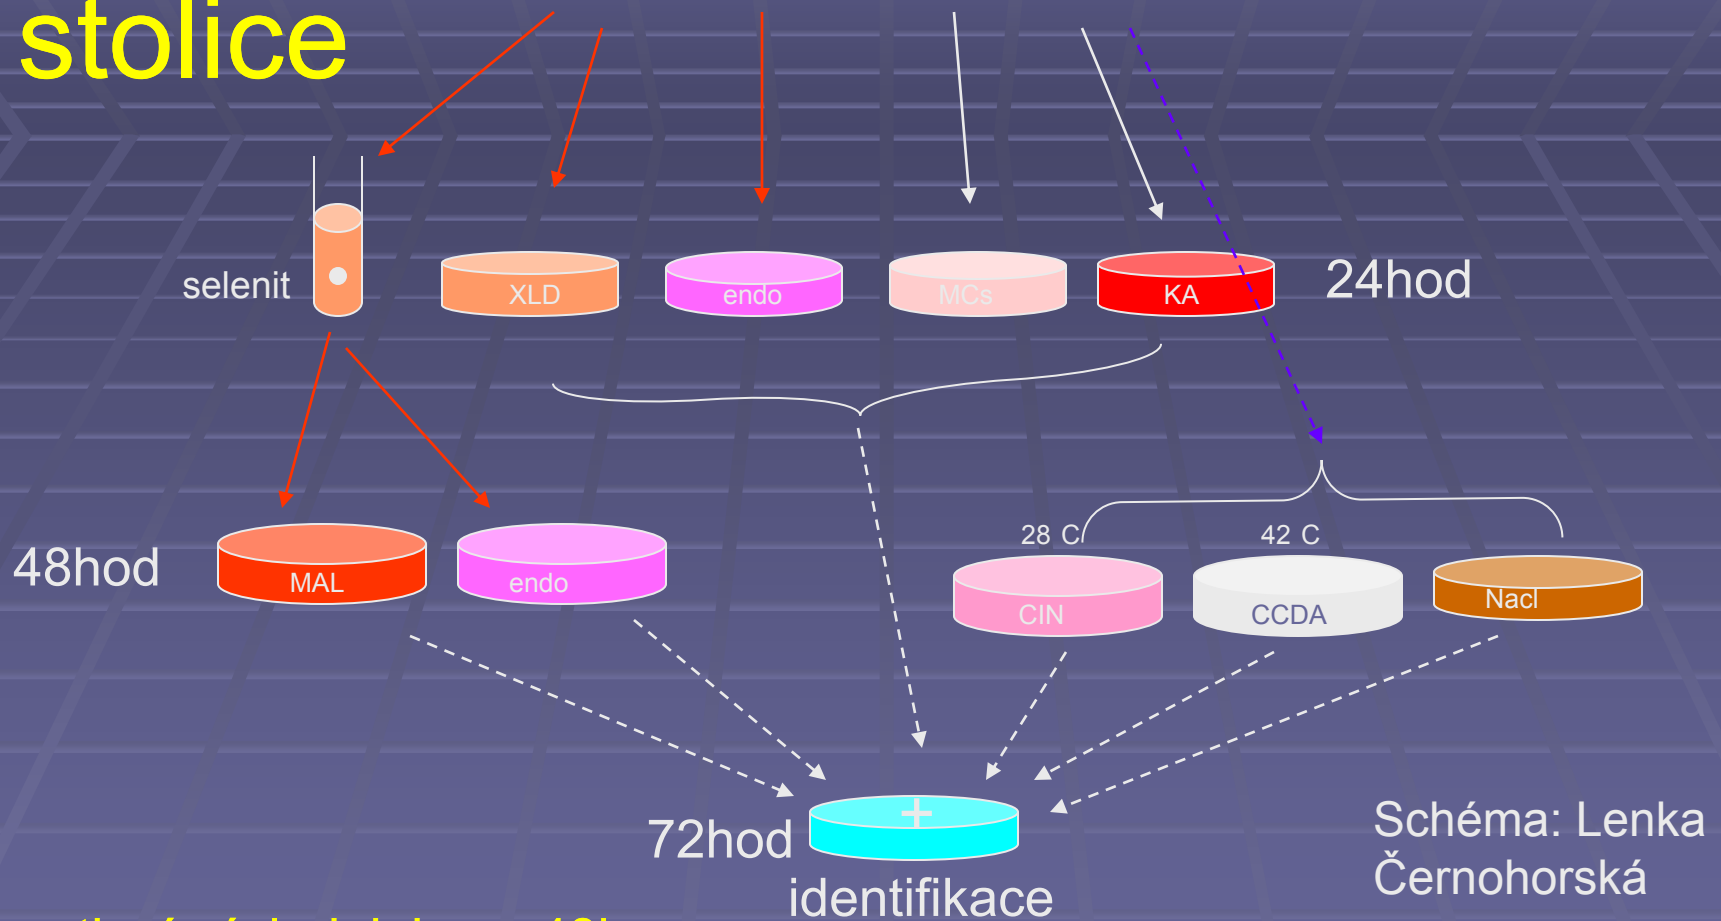 stolice
selenit
XLD
endo
MCs
KA
24hod
48hod
MAL
endo
28 C
42 C
CIN
CCDA
Nacl
72hod
+
identifikace
Schéma: Lenka
Černohorská